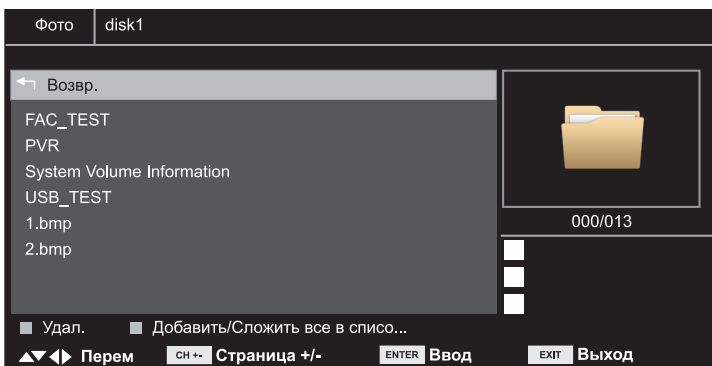 Фото disk1
Возвр.
FAC_TEST
PVR
System Volume Information
USB_TEST
1.bmp
2.bmp
000/013
Удал. Добавить/Сложить все в списо...
Перем CH +- Страница +/- ENTER Ввод EXIT Выход